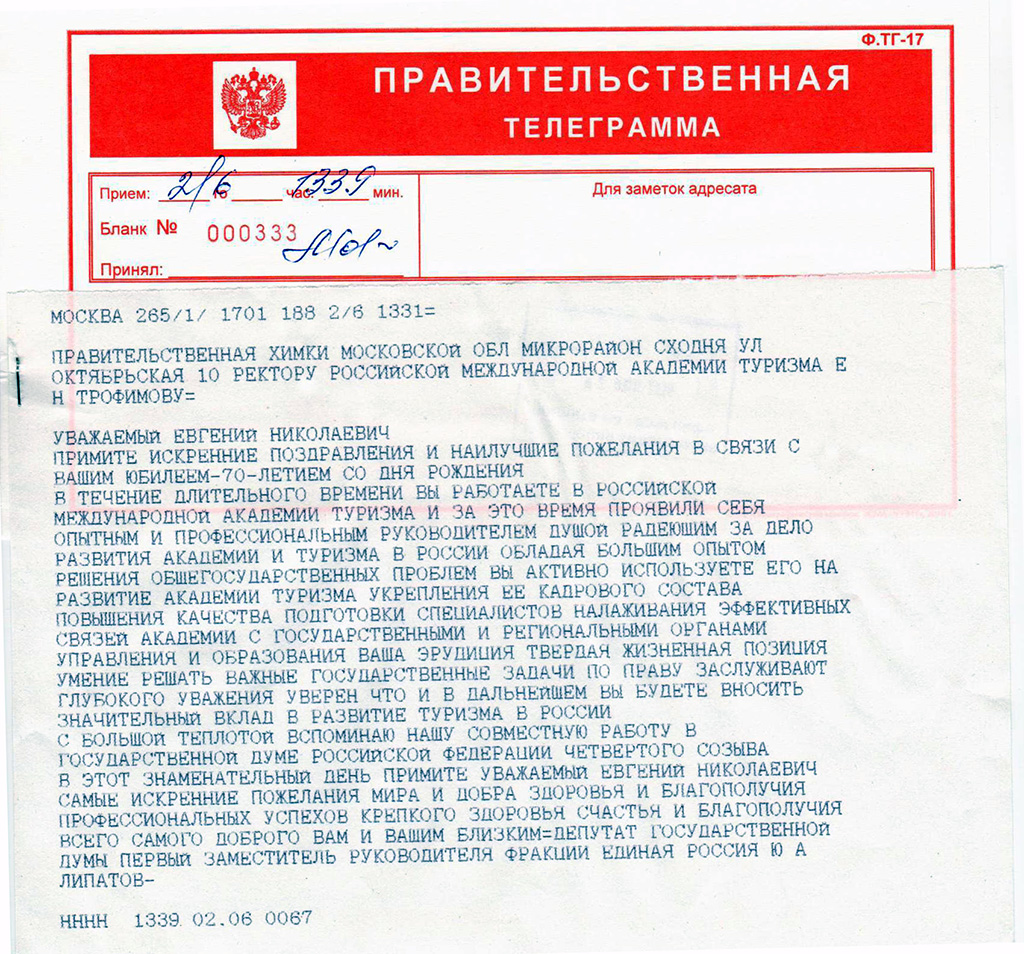 Ф.ТГ-17
ПРАВИТЕЛЬСТВЕННАЯ
ТЕЛЕГРАММА
Прием: 2/6 го час. 1339 мин.
Для заметок адресата
Бланк № 000333
Принял:
МОСКВА 265/1/ 1701 188 2/6 1331=
ПРАВИТЕЛЬСТВЕННАЯ ХИМКИ МОСКОВСКОЙ ОБЛ МИКРОРАЙОН СХОДНЯ УЛ
ОКТЯБРЬСКАЯ 10 РЕКТОРУ РОССИЙСКОЙ МЕЖДУНАРОДНОЙ АКАДЕМИИ ТУРИЗМА Е
Н ТРОФИМОВУ=
УВАЖАЕМЫЙ ЕВГЕНИЙ НИКОЛАЕВИЧ
ПРИМИТЕ ИСКРЕННИЕ ПОЗДРАВЛЕНИЯ И НАИЛУЧШИЕ ПОЖЕЛАНИЯ В СВЯЗИ С
ВАШИМ ЮБИЛЕЕМ-70-ЛЕТИЕМ СО ДНЯ РОЖДЕНИЯ
В ТЕЧЕНИЕ ДЛИТЕЛЬНОГО ВРЕМЕНИ ВЫ РАБОТАЕТЕ В РОССИЙСКОЙ
МЕЖДУНАРОДНОЙ АКАДЕМИИ ТУРИЗМА И ЗА ЭТО ВРЕМЯ ПРОЯВИЛИ СЕБЯ
ОПЫТНЫМ И ПРОФЕССИОНАЛЬНЫМ РУКОВОДИТЕЛЕМ ДУШОЙ РАДЕЮШИМ ЗА ДЕЛО
РАЗВИТИЯ АКАДЕМИИ И ТУРИЗМА В РОССИИ ОБЛАДАЯ БОЛЬШИМ ОПЫТОМ
РЕШЕНИЯ ОБЩЕГОСУДАРСТВЕННЫХ ПРОБЛЕМ ВЫ АКТИВНО ИСПОЛЬЗУЕТЕ ЕГО НА
РАЗВИТИЕ АКАДЕМИИ ТУРИЗМА УКРЕПЛЕНИЯ ЕЕ КАДРОВОГО СОСТАВА
ПОВЫШЕНИЯ КАЧЕСТВА ПОДГОТОВКИ СПЕЦИАЛИСТОВ НАЛАЖИВАНИЯ ЭФФЕКТИВНЫХ
СВЯЗЕЙ АКАДЕМИИ С ГОСУДАРСТВЕННЫМИ И РЕГИОНАЛЬНЫМИ ОРГАНАМИ
УПРАВЛЕНИЯ И ОБРАЗОВАНИЯ ВАША ЭРУДИЦИЯ ТВЕРДАЯ ЖИЗНЕННАЯ ПОЗИЦИЯ
УМЕНИЕ РЕШАТЬ ВАЖНЫЕ ГОСУДАРСТВЕННЫЕ ЗАДАЧИ ПО ПРАВУ ЗАСЛУЖИВАЮТ
ГЛУБОКОГО УВАЖЕНИЯ УВЕРЕН ЧТО И В ДАЛЬНЕЙШЕМ ВЫ БУДЕТЕ ВНОСИТЬ
ЗНАЧИТЕЛЬНЫЙ ВКЛАД В РАЗВИТИЕ ТУРИЗМА В РОССИИ
С БОЛЬШОЙ ТЕПЛОТОЙ ВСПОМИНАЮ НАШУ СОВМЕСТНУЮ РАБОТУ В
ГОСУДАРСТВЕННОЙ ДУМЕ РОССИЙСКОЙ ФЕДЕРАЦИИ ЧЕТВЕРТОГО СОЗЫВА
В ЭТОТ ЗНАМЕНАТЕЛЬНЫЙ ДЕНЬ ПРИМИТЕ УВАЖАЕМЫЙ ЕВГЕНИЙ НИКОЛАЕВИЧ
САМЫЕ ИСКРЕННИЕ ПОЖЕЛАНИЯ МИРА И ДОБРА ЗДОРОВЬЯ И БЛАГОПОЛУЧИЯ
ПРОФЕССИОНАЛЬНЫХ УСПЕХОВ КРЕПКОГО ЗДОРОВЬЯ СЧАСТЬЯ И БЛАГОПОЛУЧИЯ
ВСЕГО САМОГО ДОБРОГО ВАМ И ВАШИМ БЛИЗКИМ=ДЕПУТАТ ГОСУДАРСТВЕННОЙ
ДУМЫ ПЕРВЫЙ ЗАМЕСТИТЕЛЬ РУКОВОДИТЕЛЯ ФРАКЦИИ ЕДИНАЯ РОССИЯ Ю А
ЛИПАТОВ-
НННН 1339 02.06 0067